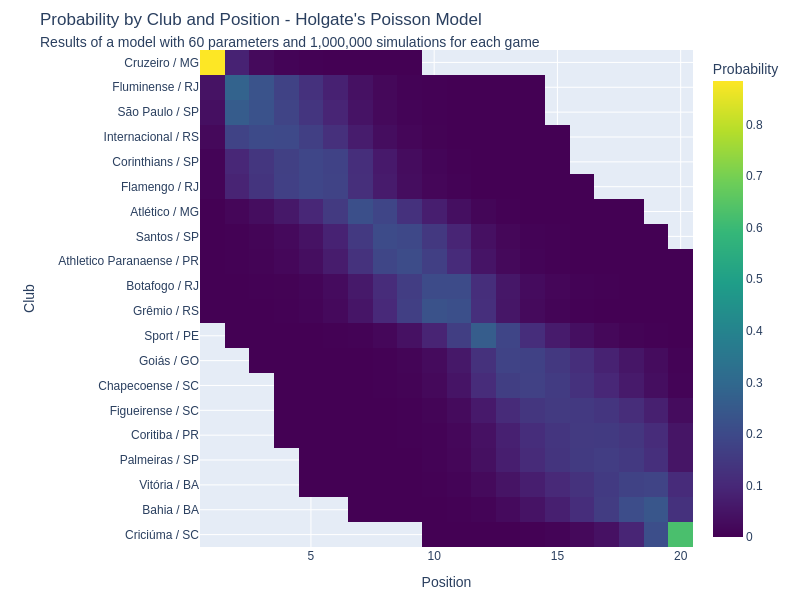 Probability by Club and Position - Holgate's Poisson Model
Results of a model with 60 parameters and 1,000,000 simulations for each game
Probability
Cruzeiro / MG
Fluminense / RJ
São Paulo / SP
Internacional / RS
Corinthians / SP
Flamengo / RJ
Atlético / MG
Santos / SP
Athletico Paranaense / PR
Botafogo / RJ
Grêmio / RS
Sport / PE
Goiás / GO
Chapecoense / SC
Figueirense / SC
Coritiba / PR
Palmeiras / SP
Vitória / BA
Bahia / BA
Criciúma / SC
Club
5
10
15
20
Position
0.8
0.7
0.6
0.5
0.4
0.3
0.2
0.1
0